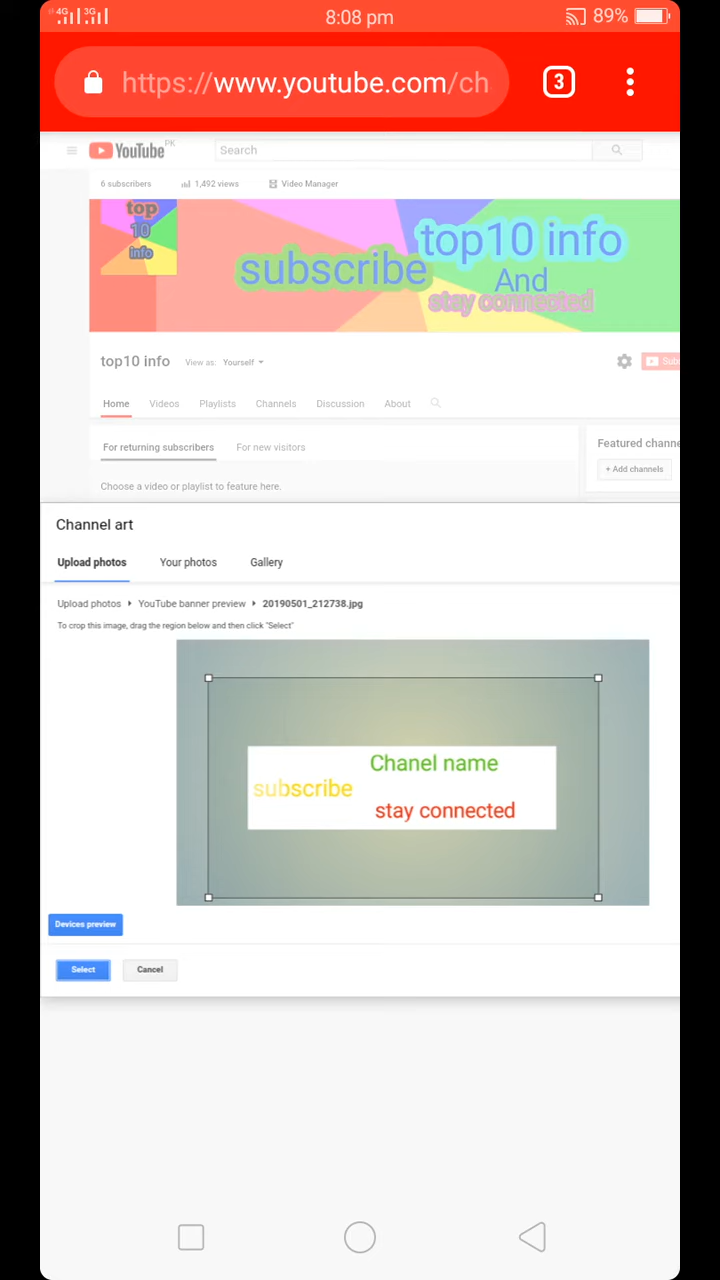 4G 3G 8:08 pm 89%
https://www.youtube.com/ch 3
YouTube PK Search
6 subscribers 1,492 views Video Manager
top
10
info
subscribe
top10 info
And
stay connected
top10 info View as: Yourself
Home Videos Playlists Channels Discussion About
For returning subscribers For new visitors
Featured channe
+ Add channels
Choose a video or playlist to feature here.
Channel art
Upload photos Your photos Gallery
Upload photos YouTube banner preview 20190501_212738.jpg
To crop this image, drag the region below and then click "Select"
Chanel name
subscribe
stay connected
Devices preview
Select Cancel